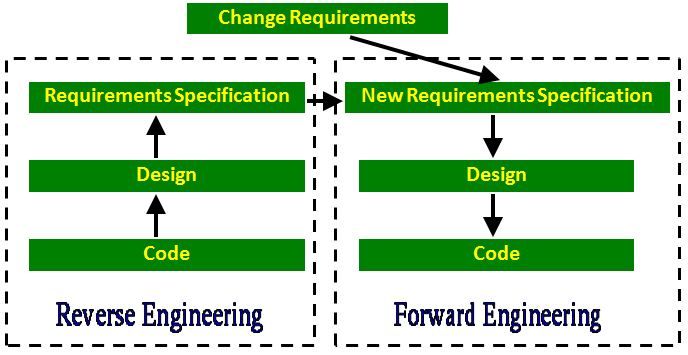 Change Requirements
Requirements Specification
Design
Code
Reverse Engineering
New Requirements Specification
Design
Code
Forward Engineering